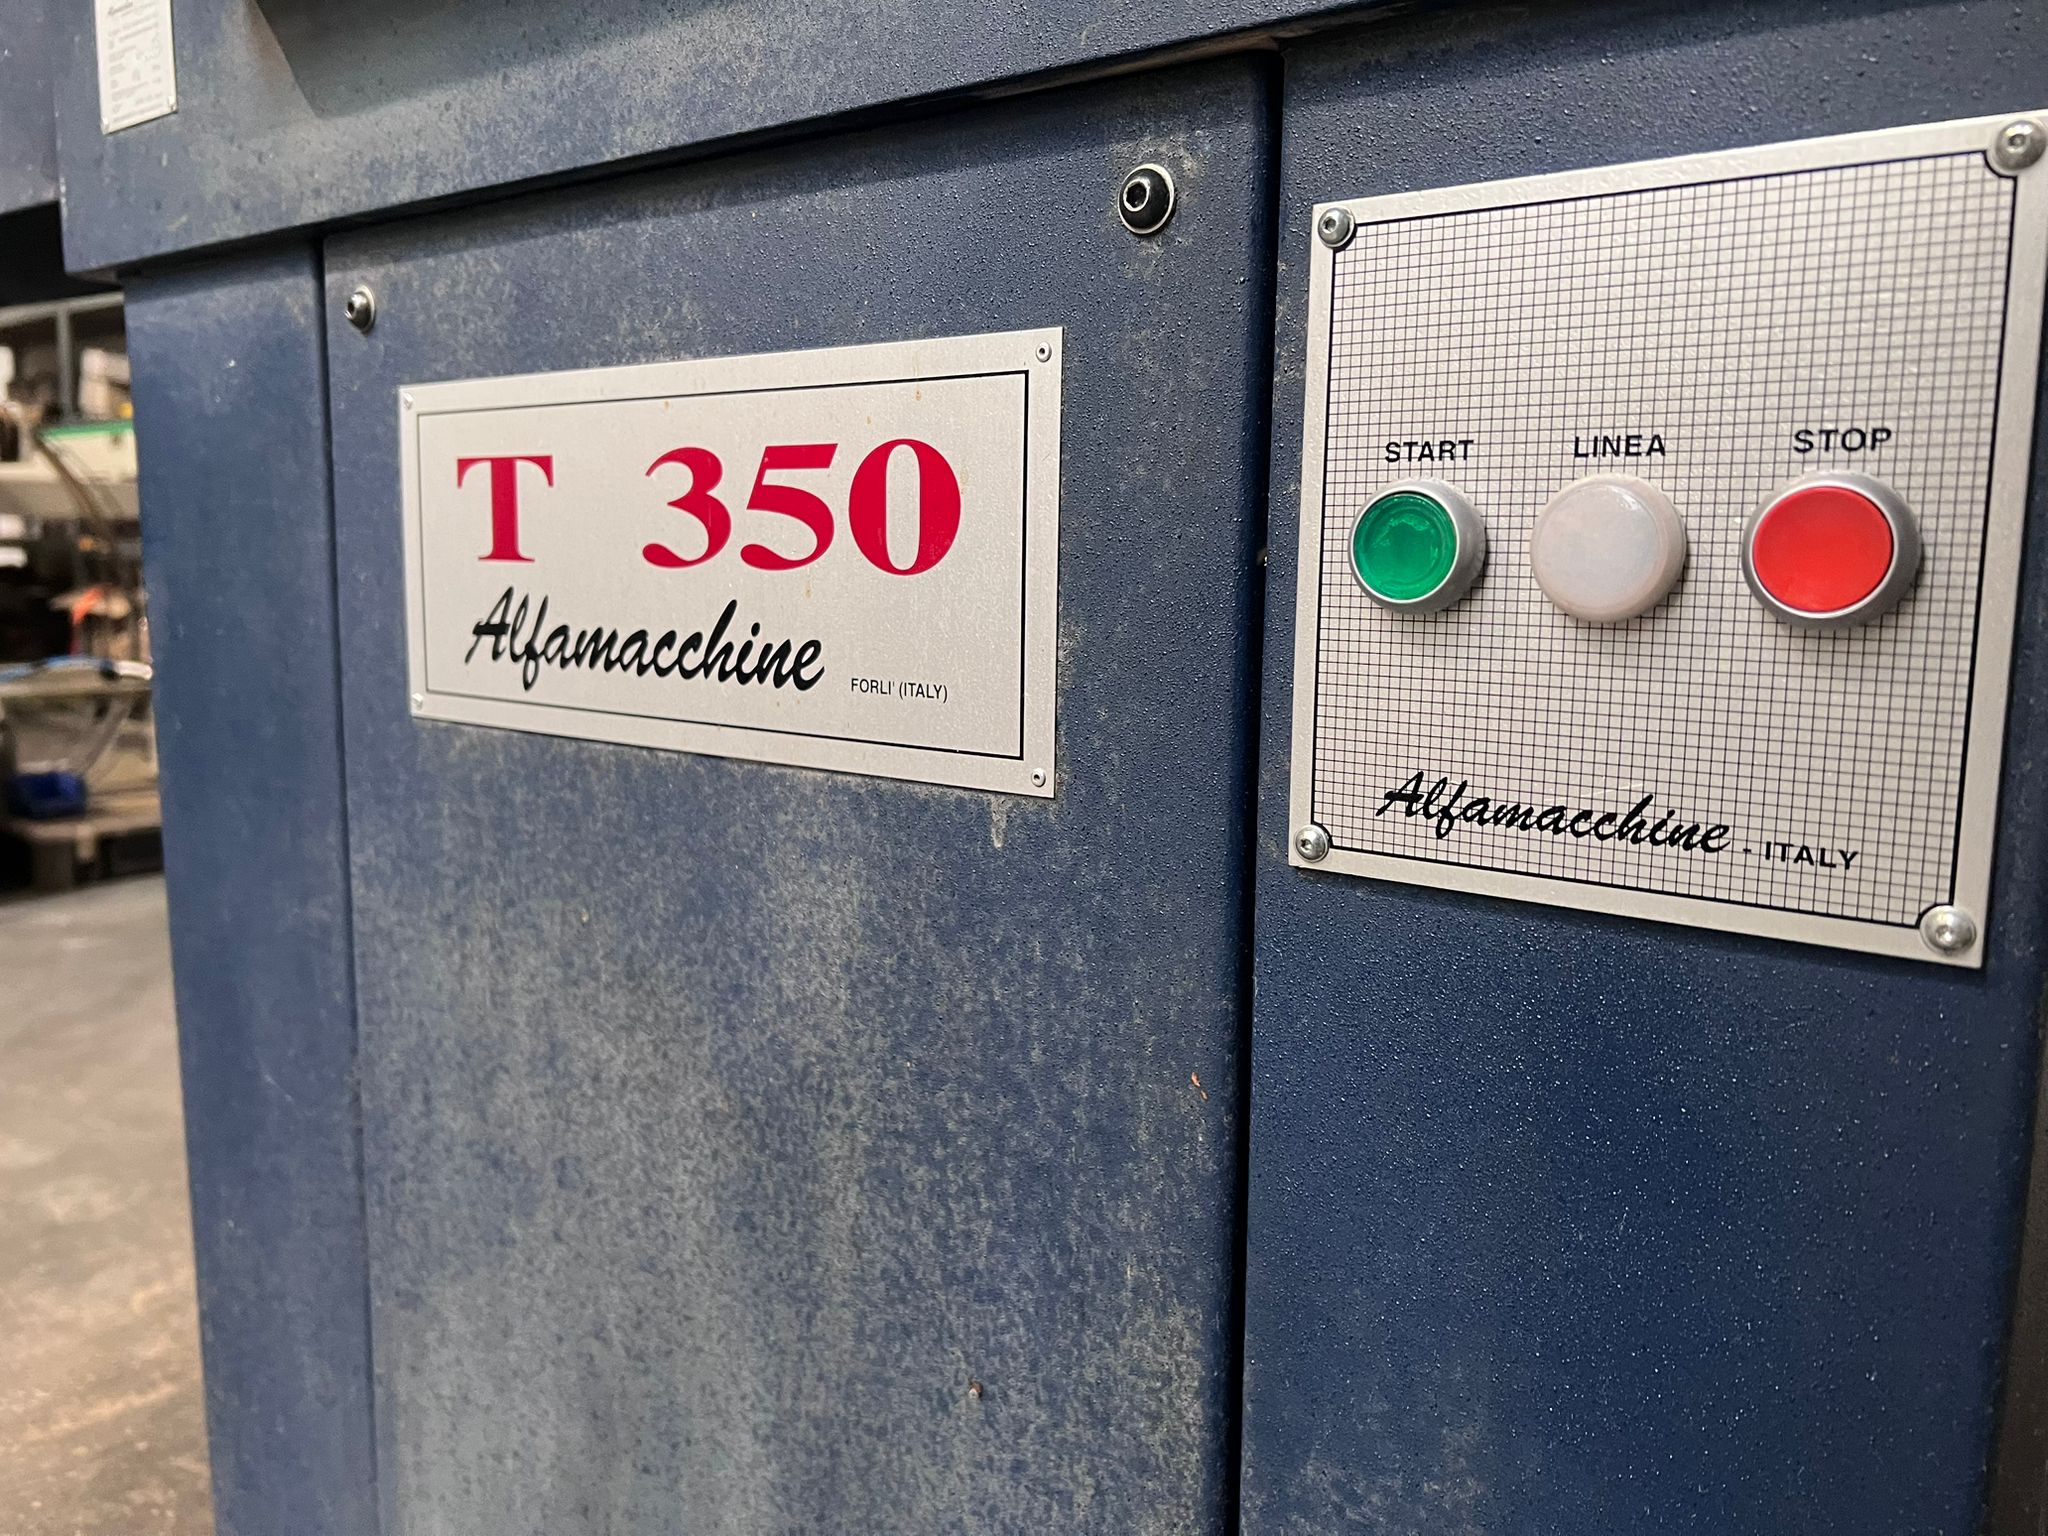 T 350
Alfamacchine FORLI' (ITALY)
START LINEA STOP
Alfamacchine - ITALY